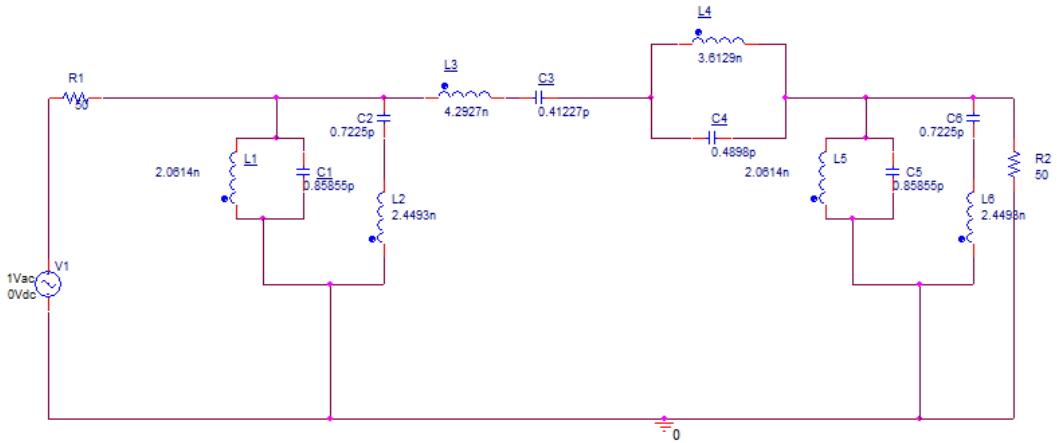 L4
3.6129n
R1
50
L3
4.2927n
C3
0.41227p
C4
0.4898p
C2
0.7225p
C6
0.7225p
2.0614n
L1
C1
0.85855p
L2
2.4493n
2.0614n
L5
C5
0.85855p
L6
2.4493n
R2
50
V1
1Vac
0Vdc
0